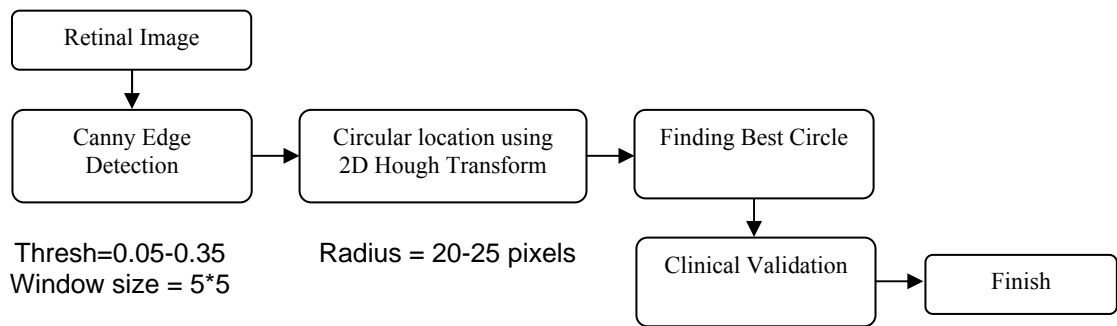 Retinal Image
Canny Edge
Detection
Circular location using
2D Hough Transform
Finding Best Circle
Thresh=0.05-0.35
Window size = 5*5
Radius = 20-25 pixels
Clinical Validation
Finish